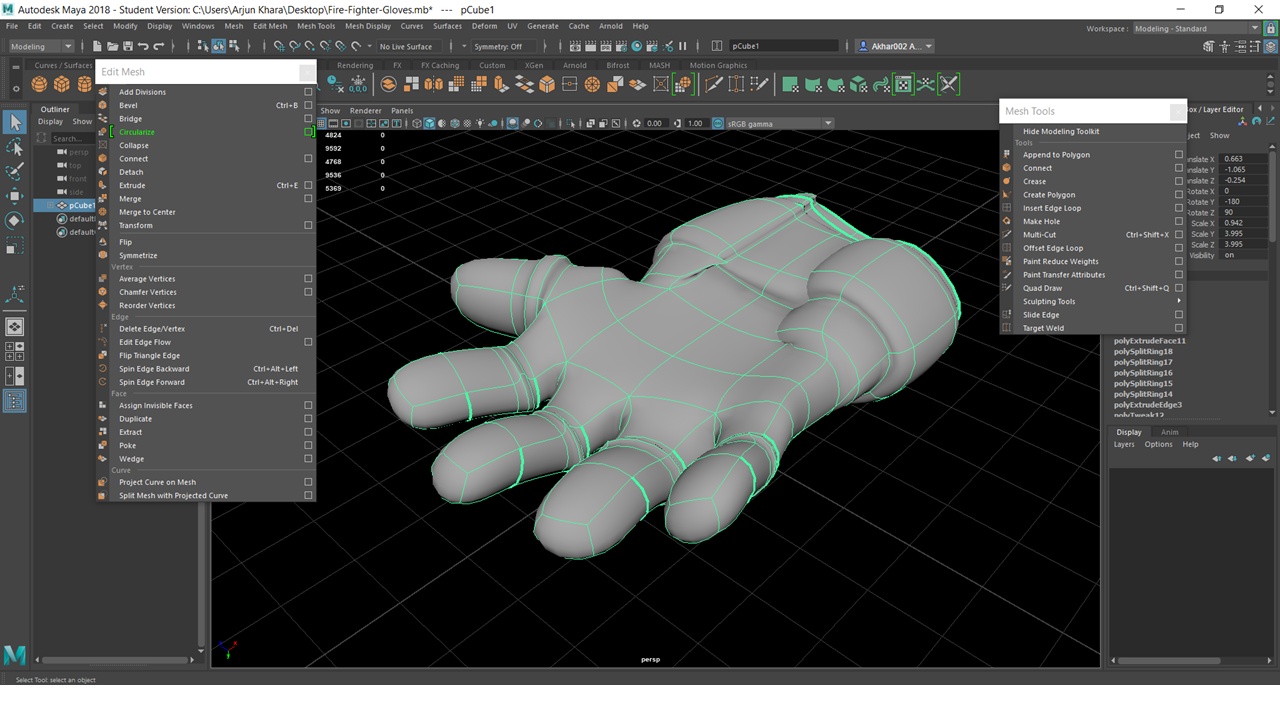 Autodesk Maya 2018 - Student Version: C:\Users\Arjun Khara\Desktop\Fire-Fighter-Gloves.mb*   ---   pCube1
File Edit Create Select Modify Display Windows Mesh Edit Mesh Mesh Tools Mesh Display Curves Surfaces Deform UV Generate Cache Arnold Help
Workspace : Modeling - Standard
Modeling No Live Surface Symmetry: Off pCube1 Akhar002 A...
Curves / Surfaces Rendering FX FX Caching Custom XGen Arnold Bifrost MASH Motion Graphics
Edit Mesh
Add Divisions
Bevel Ctrl+B
Bridge
Circularize
Collapse
Connect
Detach
Extrude Ctrl+E
Merge
Merge to Center
Transform
Flip
Symmetrize
Vertex
Average Vertices
Chamfer Vertices
Reorder Vertices
Edge
Delete Edge/Vertex Ctrl+Del
Edit Edge Flow
Flip Triangle Edge
Spin Edge Backward Ctrl+Alt+Left
Spin Edge Forward Ctrl+Alt+Right
Face
Assign Invisible Faces
Duplicate
Extract
Poke
Wedge
Curve
Project Curve on Mesh
Split Mesh with Projected Curve
Outliner
Display Show
Search...
persp
top
front
side
pCube1
default
default
Show Renderer Panels
0.00 1.00 sRGB gamma
4824 0
9592 0
4768 0
9536 0
5369 0
persp
Mesh Tools
Hide Modeling Toolkit
Tools
Append to Polygon
Connect
Crease
Create Polygon
Insert Edge Loop
Make Hole
Multi-Cut Ctrl+Shift+X
Offset Edge Loop
Paint Reduce Weights
Paint Transfer Attributes
Quad Draw Ctrl+Shift+Q
Sculpting Tools
Slide Edge
Target Weld
ox / Layer Editor
ject Show
anslate X 0.663
anslate Y -1.065
anslate Z -0.254
Rotate X 0
Rotate Y -180
Rotate Z 90
Scale X 0.942
Scale Y 3.995
Scale Z 3.995
Visibility on
polyExtrudeFace11
polySplitRing18
polySplitRing17
polySplitRing16
polySplitRing15
polySplitRing14
polyExtrudeEdge3
polyTweak12
Display Anim
Layers Options Help
Select Tool: select an object